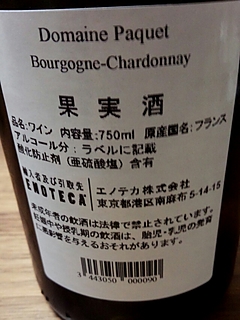 Domaine Paquet
Bourgogne-Chardonnay
果実酒
品名:ワイン 内容量:750ml 原産国名:フランス
アルコール分：ラベルに記載
酸化防止剤（亜硫酸塩）含有
輸入者及び引取先
ENOTECA
エノテカ株式会社
東京都港区南麻布5-14-15
未成年者の飲酒は法律で禁止されています。
妊娠中や授乳期の飲酒は、胎児・乳児の発育
に悪影響を与えるおそれがあります。
3 443050 000090